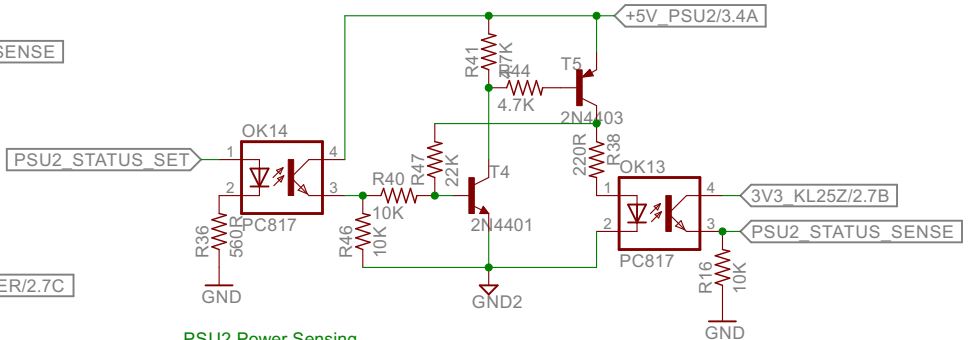 +5V_PSU2/3.4A
SENSE
R41
4.7K
R44
4.7K
T5
2N4403
OK14
1
4
PSU2_STATUS_SET
2
3
PC817
R36
560R
GND
R40
10K
R46
10K
R47
22K
T4
2N4401
GND2
220R
R38
OK13
1
4
3V3_KL25Z/2.7B
2
3
PSU2_STATUS_SENSE
PC817
R16
10K
GND
ER/2.7C
PSU2 Power Sensing